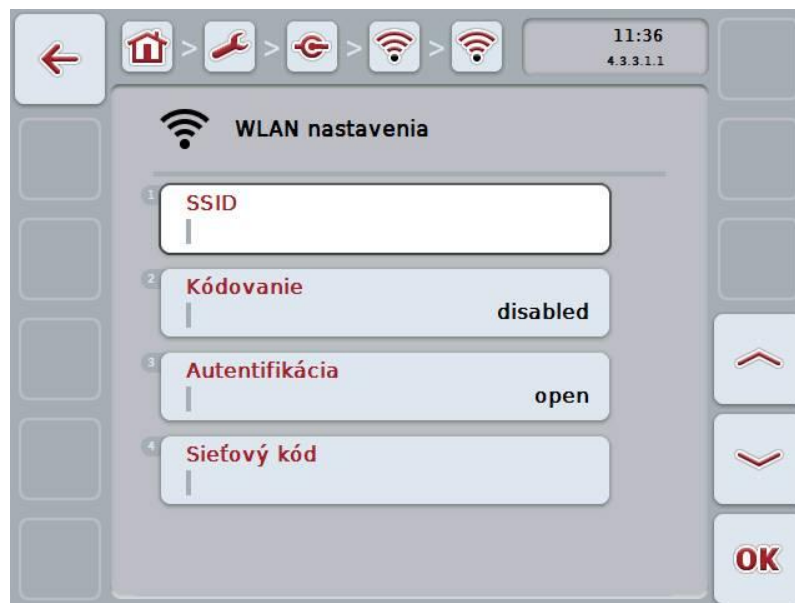 11:36
4.3.3.1.1
WLAN nastavenia
1
SSID
2
Kódovanie
disabled
3
Autentifikácia
open
4
Sieťový kód
OK